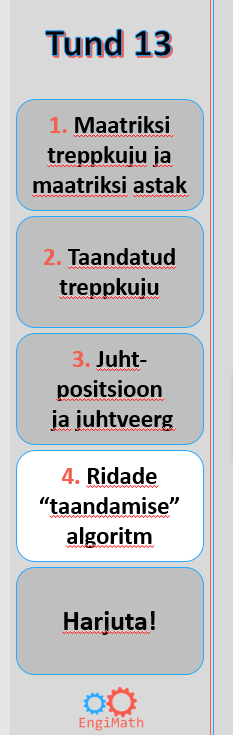 Tund 13
1. Maatriksi
treppkuju ja
maatriksi astak
2. Taandatud
treppkuju
3. Juht-
positsioon
ja juhtveerg
4. Ridade
“taandamise”
algoritm
Harjuta!
EngiMath